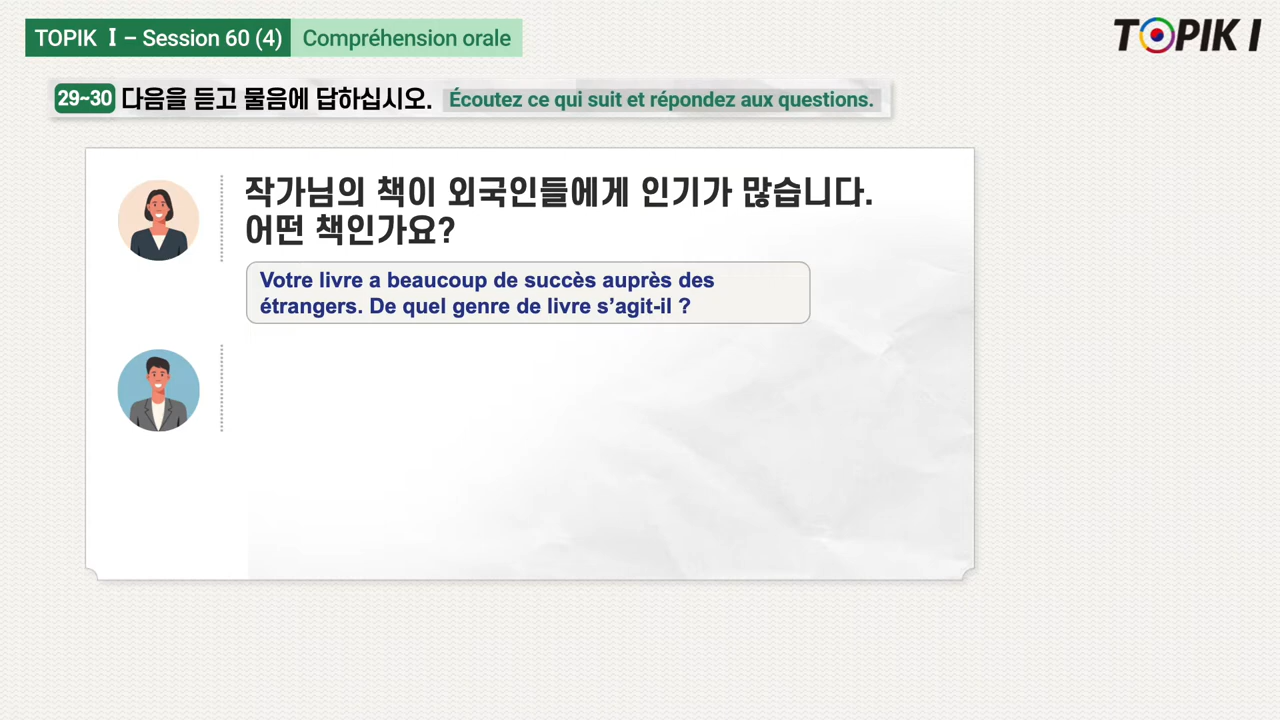 TOPIK Ⅰ – Session 60 (4) Compréhension orale
TOPIK I
29~30 다음을 듣고 물음에 답하십시오. Écoutez ce qui suit et répondez aux questions.
작가님의 책이 외국인들에게 인기가 많습니다.
어떤 책인가요?
Votre livre a beaucoup de succès auprès des
étrangers. De quel genre de livre s’agit-il ?